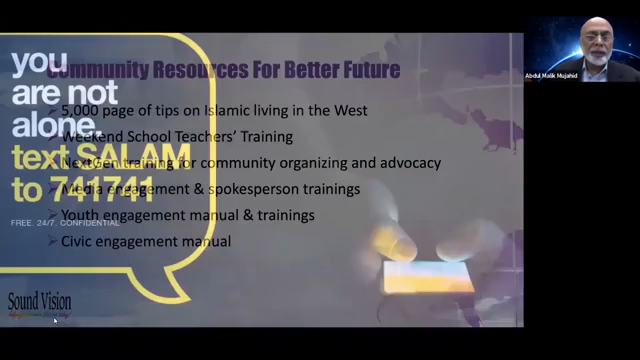 Community Resources For Better Future
5,000 page of tips on Islamic living in the West
Weekend School Teachers' Training
NextGen training for community organizing and advocacy
Media engagement & spokesperson trainings
Youth engagement manual & trainings
Civic engagement manual
you
are not
alone.
text SALAM
to 741741
FREE. 24/7. CONFIDENTIAL
Sound Vision
Abdul Malik Mujahid